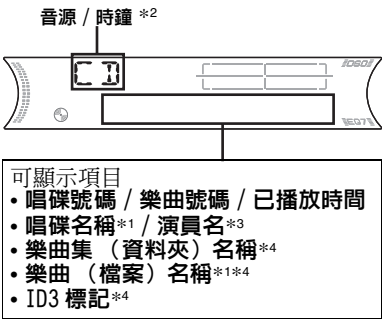 音源 / 時鐘 *2
CD
DSO
EQ7
可顯示項目
• 唱碟號碼 / 樂曲號碼 / 已播放時間
• 唱碟名稱*1 / 演員名*3
• 樂曲集 （資料夾）名稱*4
• 樂曲 （檔案）名稱*1*4
• ID3 標記*4